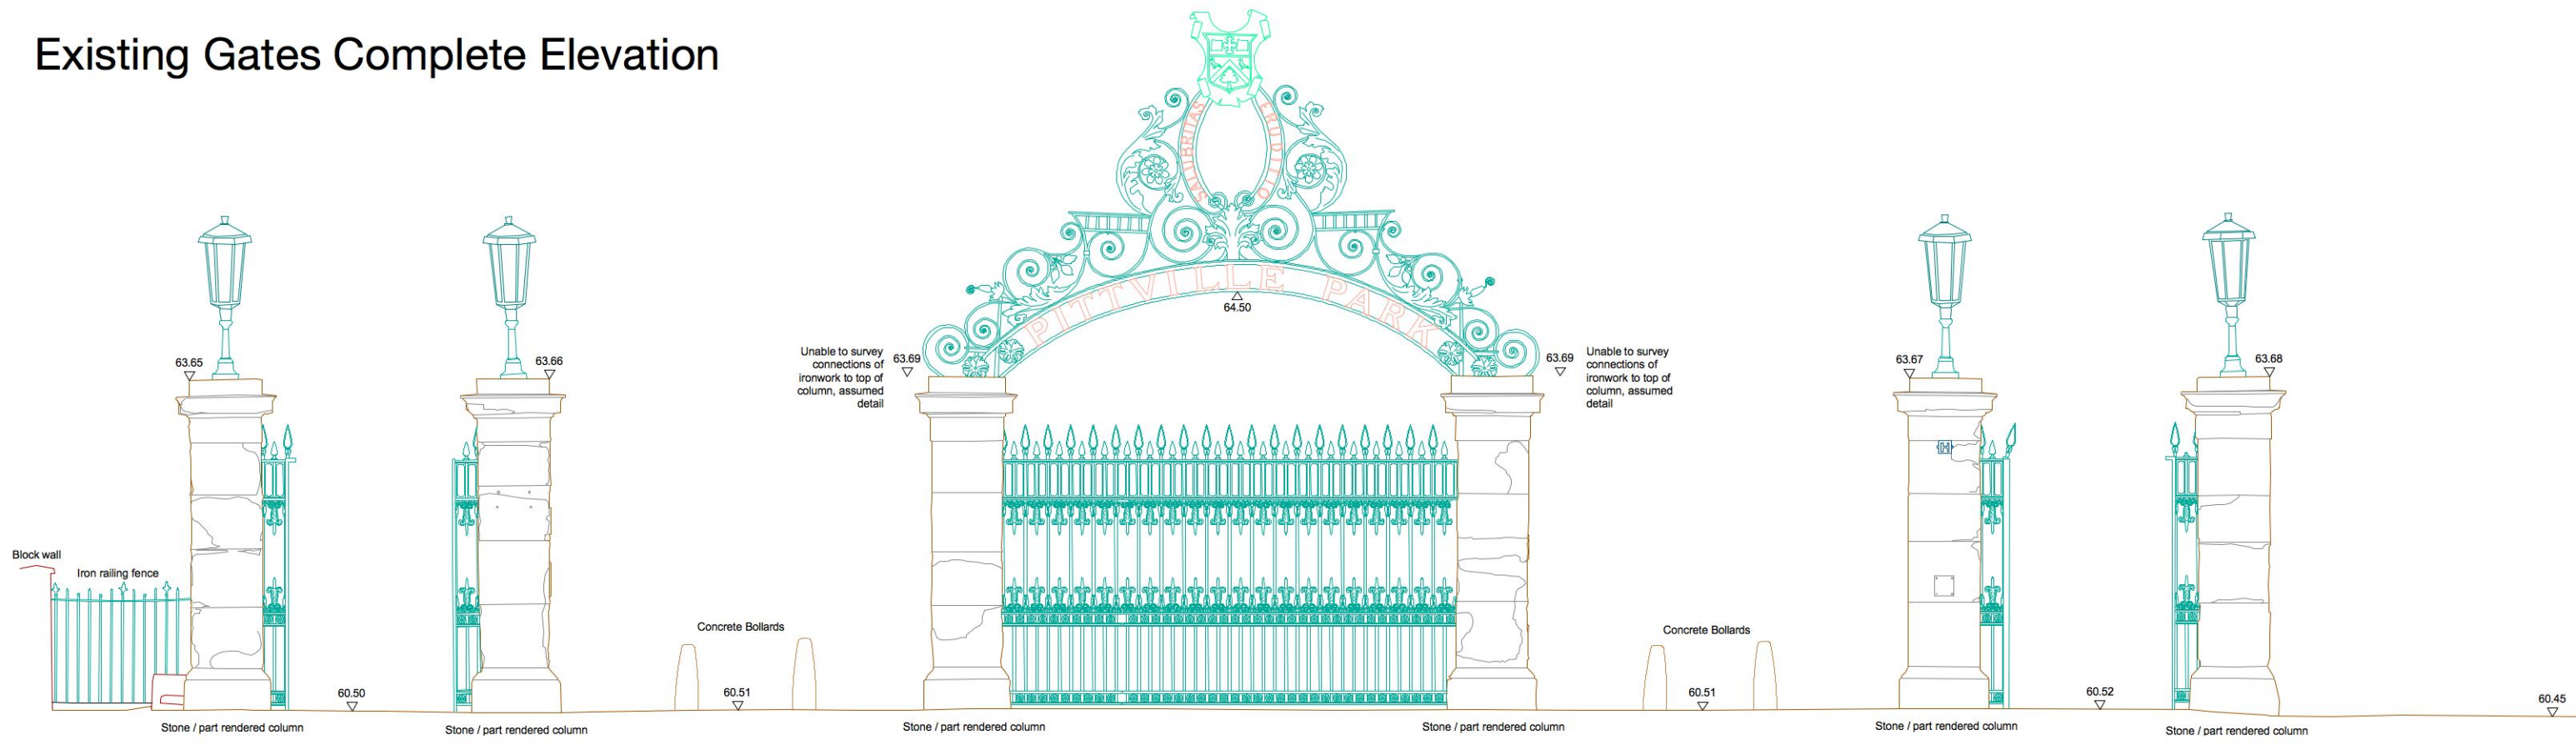 Existing Gates Complete Elevation
SALUBRITAS
ERUDITIO
PITTVILLE PARK
64.50
63.65
63.66
Unable to survey
connections of
ironwork to top of
column, assumed
detail
63.69
63.69
Unable to survey
connections of
ironwork to top of
column, assumed
detail
63.67
63.68
H
Block wall
Iron railing fence
Concrete Bollards
Concrete Bollards
60.50
60.51
60.51
60.52
60.45
Stone / part rendered column
Stone / part rendered column
Stone / part rendered column
Stone / part rendered column
Stone / part rendered column
Stone / part rendered column